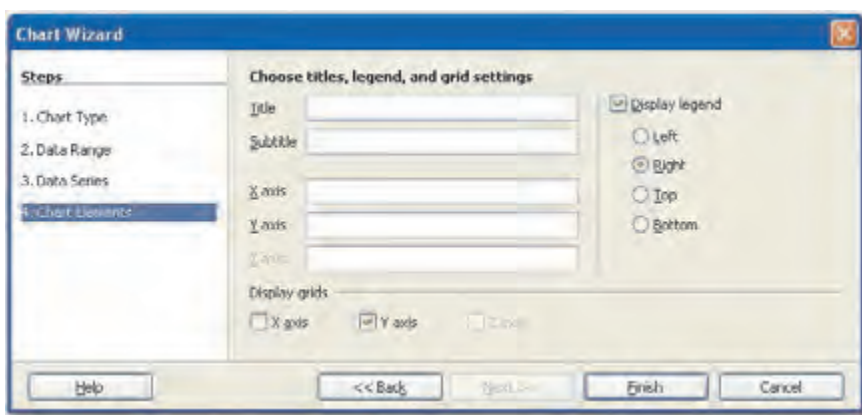 Chart Wizard
Steps
1. Chart Type
2. Data Range
3. Data Series
4. Chart Elements
Choose titles, legend, and grid settings
Title
Subtitle
X axis
Y axis
Z axis
Display legend
Left
Right
Top
Bottom
Display grids
X axis Y axis Z axis
Help << Back Next >> Finish Cancel